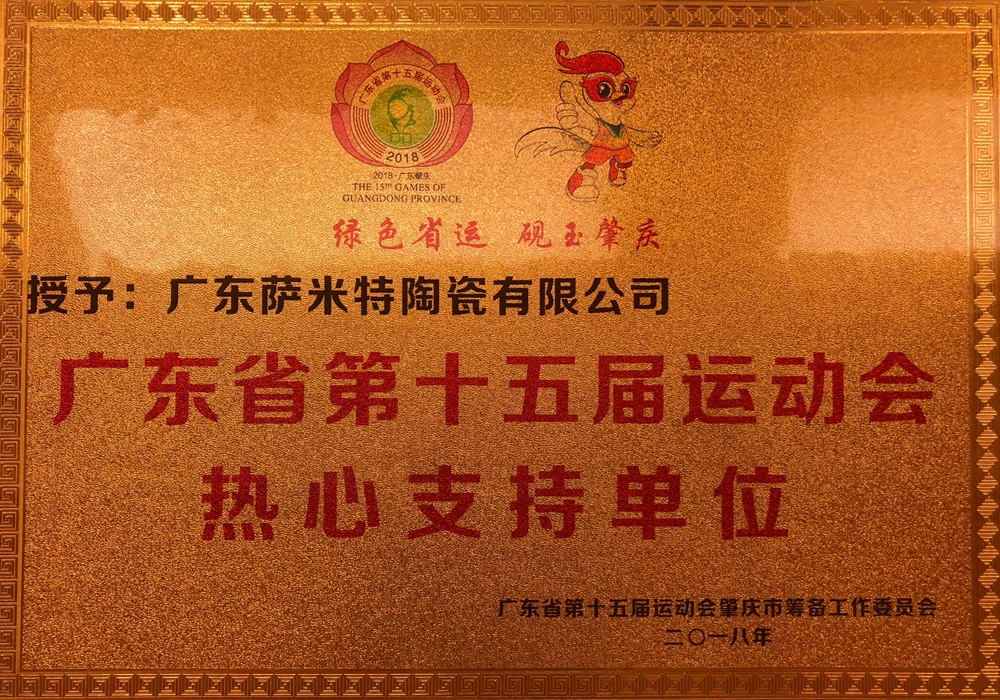 广东省第十五届运动会
2018
2018·广东肇庆
THE 15TH GAMES OF
GUANGDONG PROVINCE
绿色省运 砚玉肇庆
授予：广东萨米特陶瓷有限公司
广东省第十五届运动会
热心支持单位
广东省第十五届运动会肇庆市筹备工作委员会
二〇一八年